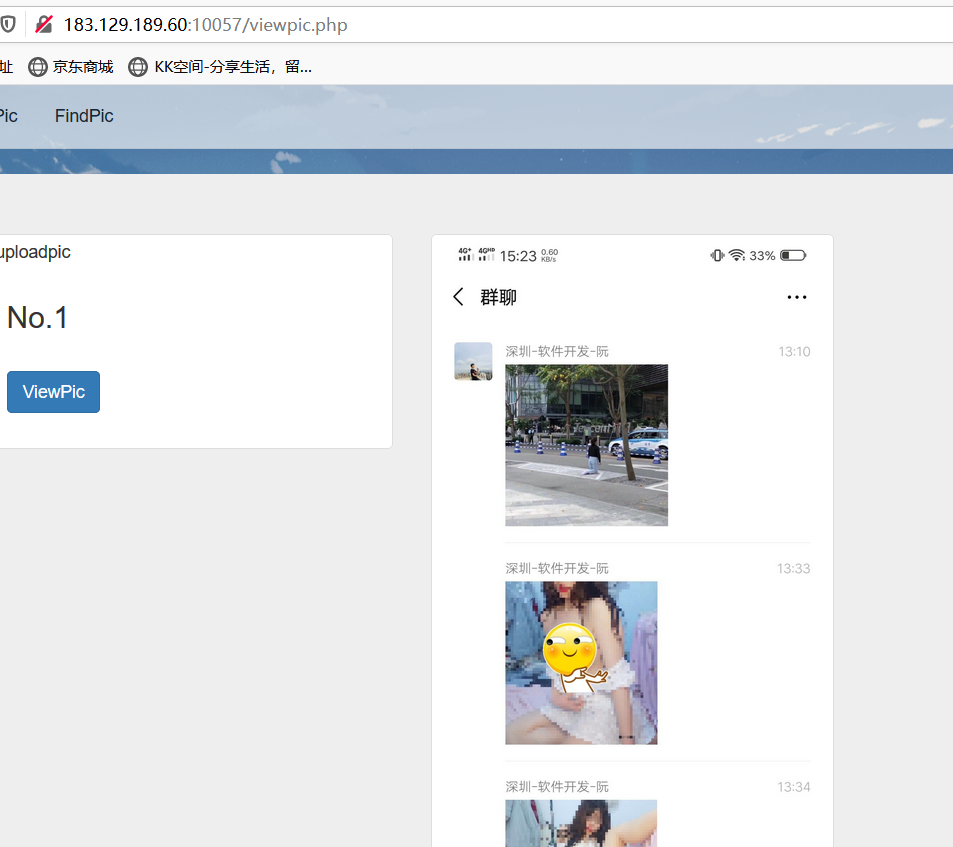 183.129.189.60:10057/viewpic.php
址 京东商城 KK空间-分享生活，留...
Pic FindPic
uploadpic
No.1
ViewPic
4G+ 4GHD 15:23 0.60 KB/s 33%
群聊
深圳-软件开发-阮 13:10
Tencent
深圳-软件开发-阮 13:33
深圳-软件开发-阮 13:34